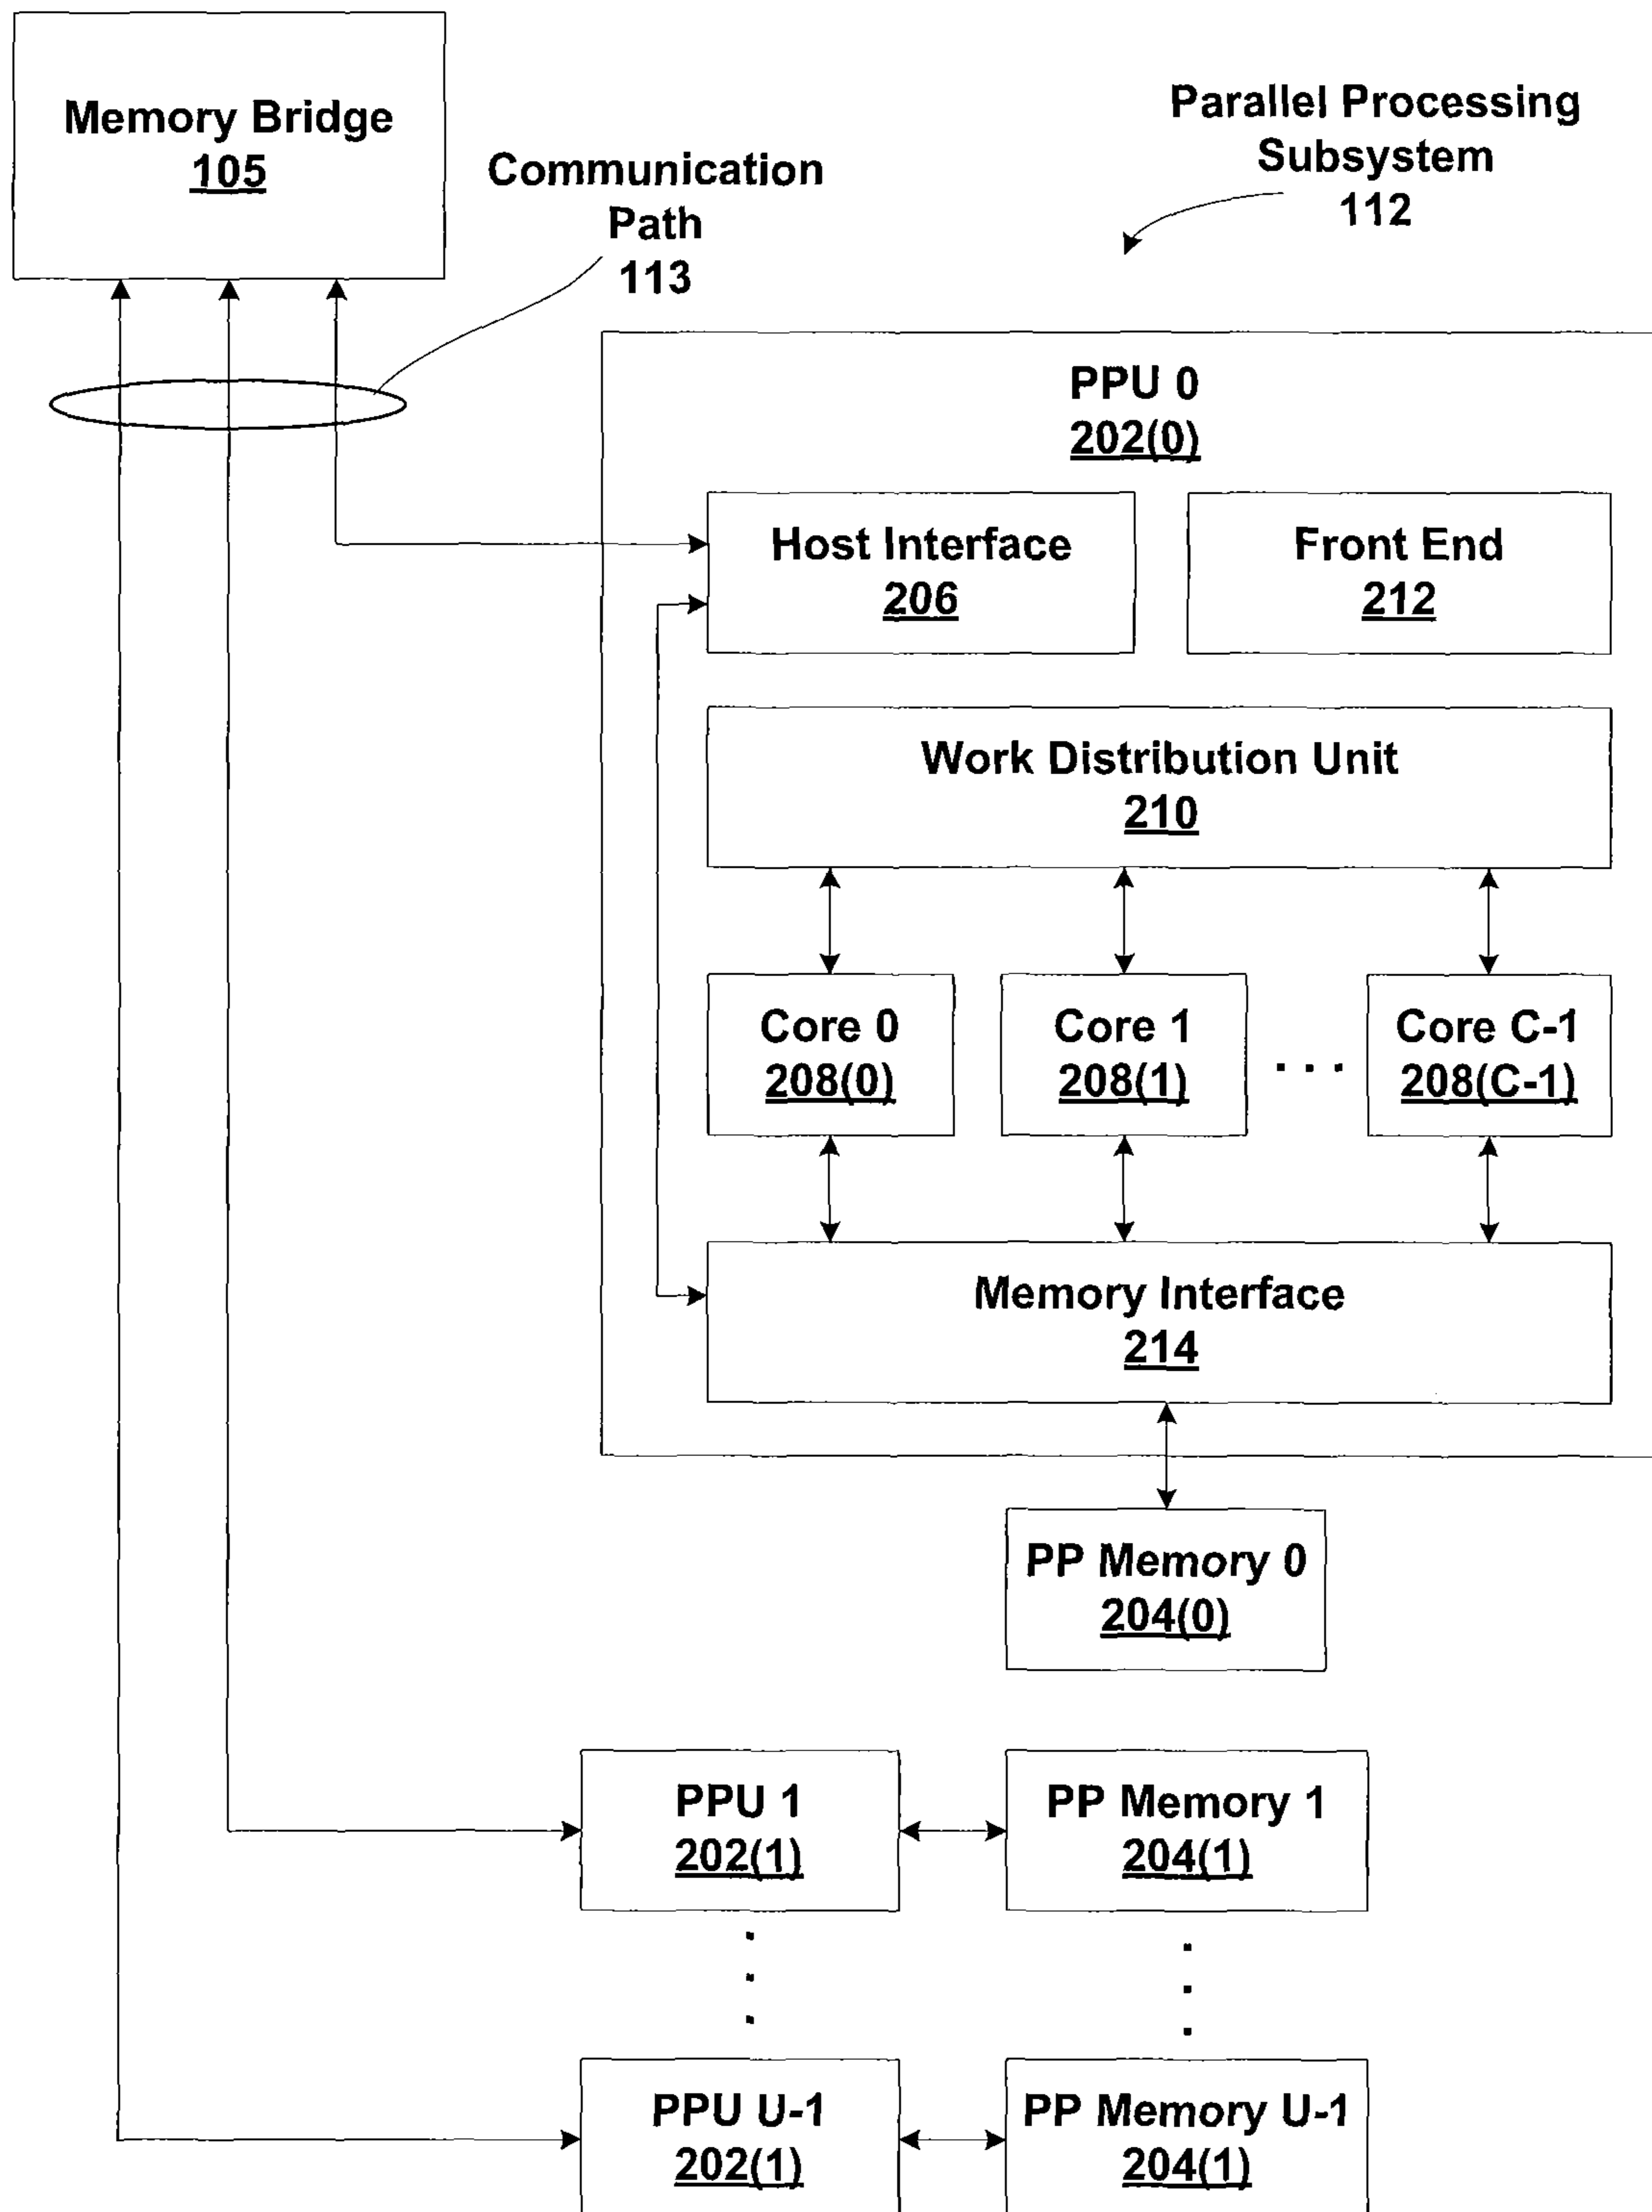 Memory Bridge
105
Communication
Path
113
Parallel Processing
Subsystem
112
PPU 0
202(0)
Host Interface
206
Front End
212
Work Distribution Unit
210
Core 0
208(0)
Core 1
208(1)
. . .
Core C-1
208(C-1)
Memory Interface
214
PP Memory 0
204(0)
PPU 1
202(1)
PP Memory 1
204(1)
PPU U-1
202(1)
PP Memory U-1
204(1)